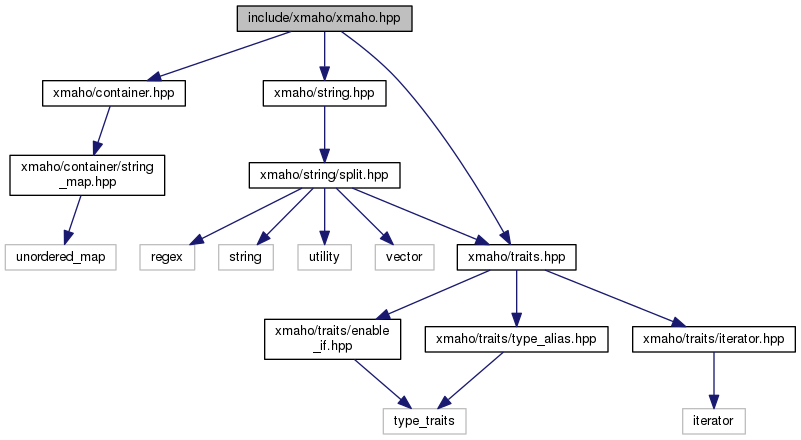 include/xmaho/xmaho.hpp
xmaho/container.hpp
xmaho/string.hpp
xmaho/container/string
_map.hpp
xmaho/string/split.hpp
unordered_map
regex
string
utility
vector
xmaho/traits.hpp
xmaho/traits/enable
_if.hpp
xmaho/traits/type_alias.hpp
xmaho/traits/iterator.hpp
type_traits
iterator